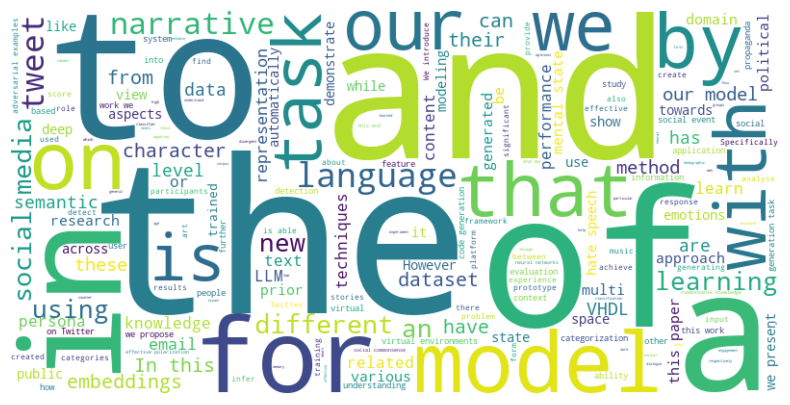 like
narrative
to
task
our
we
can
their
and
by
domain
tweet
from
into
system
find
data
demonstrate
while
We introduce
provide
create
political
propaganda
adversarial examples
score
based
role
work we
view
aspects
deep
used
on
character
representation
automatically
modeling
content
generated
be
performance
mental state
study
also
effective
show
our model
towards
social event
social
has
Specifically
with
application
social media
level
or
participants
semantic
detect
research
user
across
these
is
in
the
language
about
feature
significant
detection
that
use
method
learn
information
analyse
emotions
response
of
trained
further
art
new
text
LLM
techniques
it
However
dataset
code generation
platform
framework
hate speech
are
approach
generating
learning
generation task
is able
results
people
using
prior
stories
virtual
between
neural networks
evaluation
experience
prototype
context
music
achieve
multi
VHDL
persona
on Twitter
we propose
Twitter
for
different
an
have
there
problem
space
categorization
input
this paper
this work
a
we present
knowledge
email
In this
public
created
categories
how
embeddings
affective polarization
infer
training
related
various
understanding
virtual environments
state
form
model
ability
other